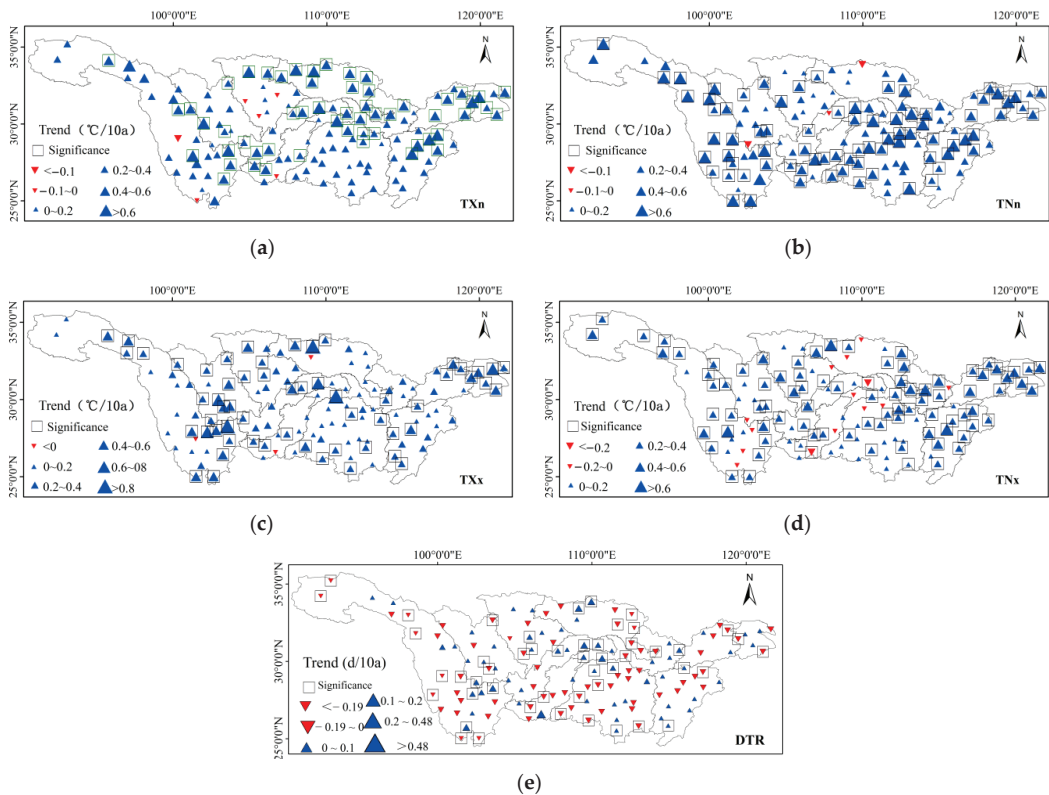 100°0'0"E 110°0'0"E 120°0'0"E
35°0'0"N
30°0'0"N
25°0'0"N
N
Trend (℃/10a)
Significance
<−0.1 0.2~0.4
−0.1~0 0.4~0.6
0~0.2 >0.6
TXn
(a)
100°0'0"E 110°0'0"E 120°0'0"E
35°0'0"N
30°0'0"N
25°0'0"N
N
Trend (℃/10a)
Significance
<−0.1 0.2~0.4
−0.1~0 0.4~0.6
0~0.2 >0.6
TNn
(b)
100°0'0"E 110°0'0"E 120°0'0"E
35°0'0"N
30°0'0"N
25°0'0"N
N
Trend (℃/10a)
Significance
<0 0.4~0.6
0~0.2 0.6~08
0.2~0.4 >0.8
TXx
(c)
100°0'0"E 110°0'0"E 120°0'0"E
35°0'0"N
30°0'0"N
25°0'0"N
N
Trend (℃/10a)
Significance
<−0.2 0.2~0.4
−0.2~0 0.4~0.6
0~0.2 >0.6
TNx
(d)
100°0'0"E 110°0'0"E 120°0'0"E
35°0'0"N
30°0'0"N
25°0'0"N
N
Trend (d/10a)
Significance
<−0.19 0.1 ~ 0.2
− 0.19 ~ 0 0.2 ~ 0.48
0 ~ 0.1 > 0.48
DTR
(e)